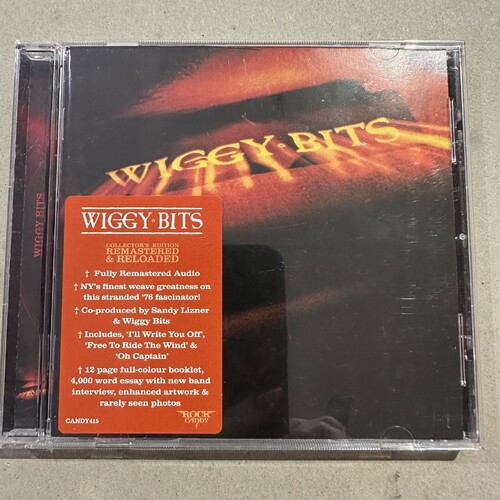 WIGGY·BITS
WIGGY·BITS
WIGGY·BITS
COLLECTOR'S EDITION
REMASTERED
& RELOADED
† Fully Remastered Audio
† NY's finest weave greatness on
this stranded '76 fascinator!
† Co-produced by Sandy Lizner
& Wiggy Bits
† Includes, 'I'll Write You Off',
'Free To Ride The Wind' &
'Oh Captain'
† 12 page full-colour booklet,
4,000 word essay with new band
interview, enhanced artwork &
rarely seen photos
CANDY415
ROCK
CANDY